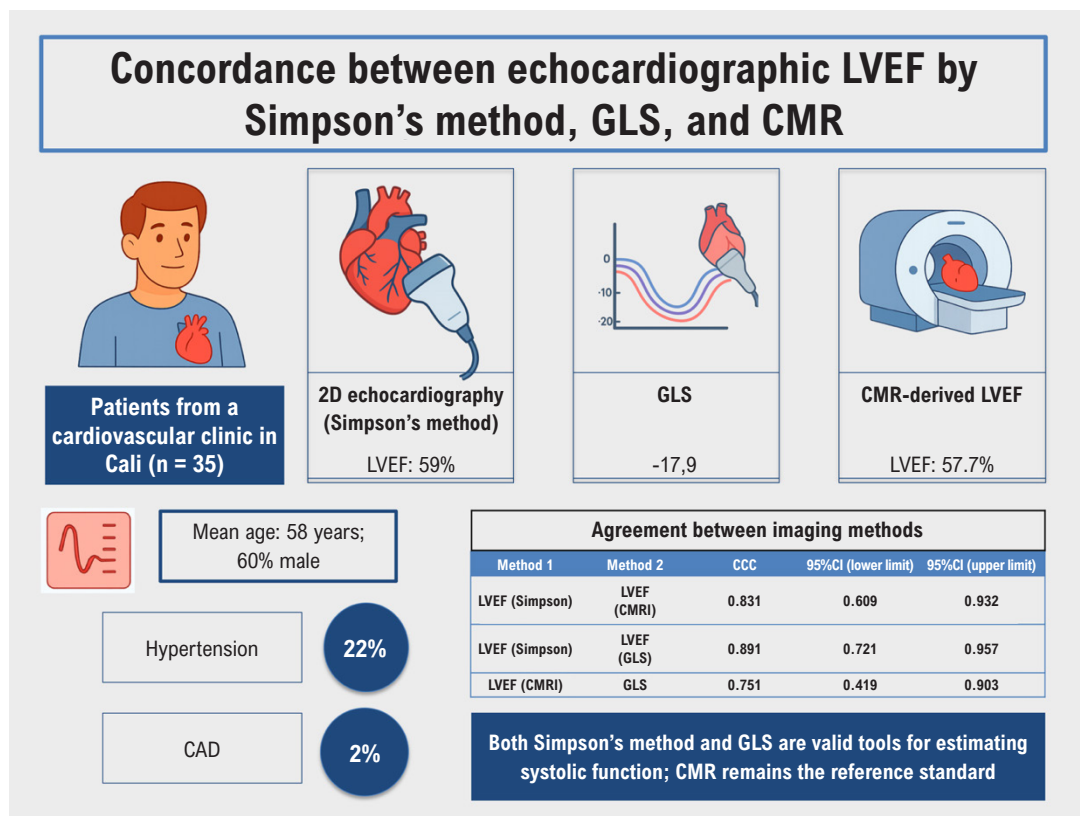 Concordance between echocardiographic LVEF by
Simpson's method, GLS, and CMR
Patients from a
cardiovascular clinic in
Cali (n = 35)
2D echocardiography
(Simpson's method)
LVEF: 59%
0
-10
-20
GLS
-17,9
CMR-derived LVEF
LVEF: 57.7%
Mean age: 58 years;
60% male
Hypertension
22%
CAD
2%
Agreement between imaging methods
Method 1 Method 2 CCC 95%CI (lower limit) 95%CI (upper limit)
LVEF (Simpson) LVEF (CMRI) 0.831 0.609 0.932
LVEF (Simpson) LVEF (GLS) 0.891 0.721 0.957
LVEF (CMRI) GLS 0.751 0.419 0.903
Both Simpson's method and GLS are valid tools for estimating
systolic function; CMR remains the reference standard